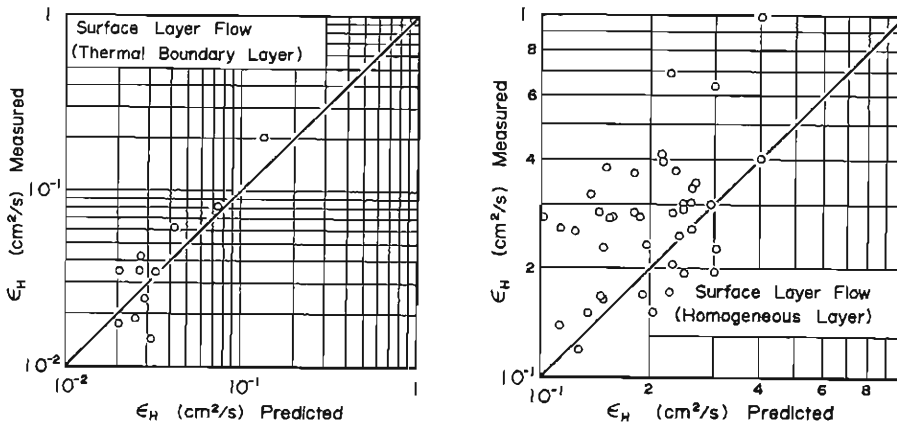 1
Surface Layer Flow
(Thermal Boundary Layer)
ϵ_H (cm²/s) Measured
10⁻¹
10⁻²
10⁻² 10⁻¹ 1
ϵ_H (cm²/s) Predicted
1
8
6
4
2
10⁻¹
ϵ_H (cm²/s) Measured
Surface Layer Flow
(Homogeneous Layer)
10⁻¹ 2 4 6 8
ϵ_H (cm²/s) Predicted